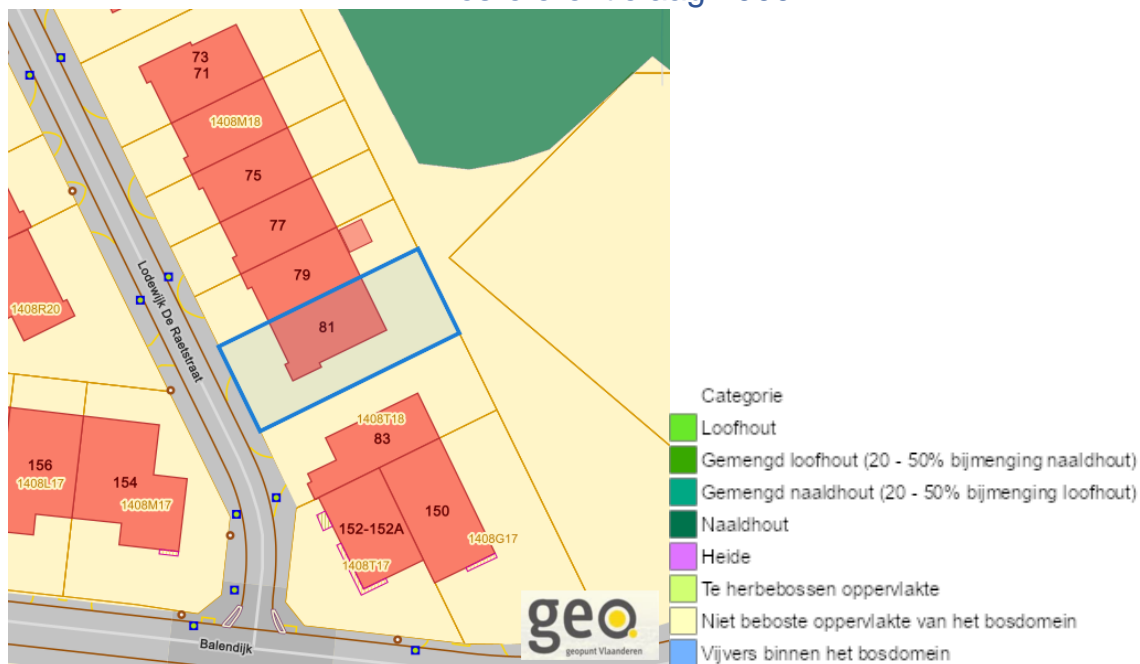 73
71
1408M18
75
77
79
81
Lodewijk De Raetstraat
1408R20
1408T18
83
156
1408L17
154
1408M17
152-152A
150
1408G17
1408T17
Balendijk
geo
geopunt Vlaanderen
Categorie
Loofhout
Gemengd loofhout (20 - 50% bijmenging naaldhout)
Gemengd naaldhout (20 - 50% bijmenging loofhout)
Naaldhout
Heide
Te herbebossen oppervlakte
Niet beboste oppervlakte van het bosdomein
Vijvers binnen het bosdomein